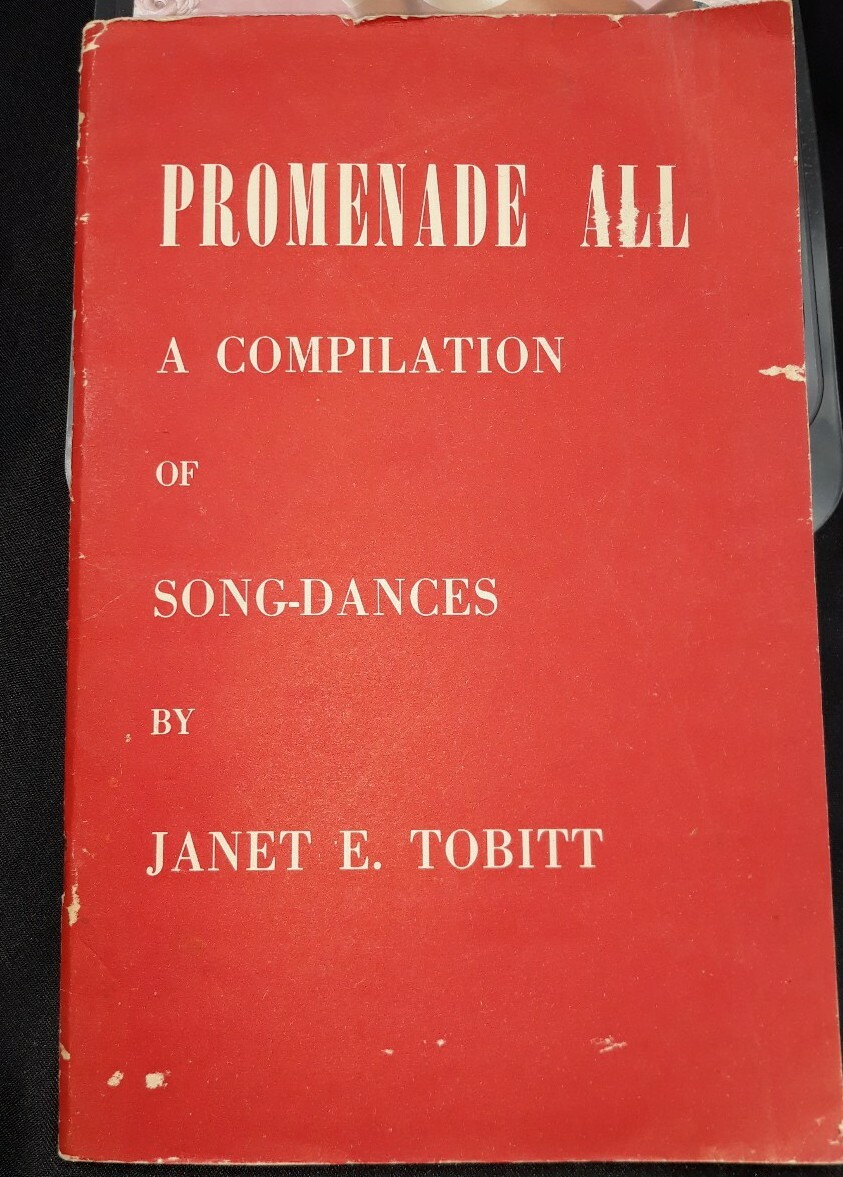 PROMENADE ALL
A COMPILATION
OF
SONG-DANCES
BY
JANET E. TOBITT